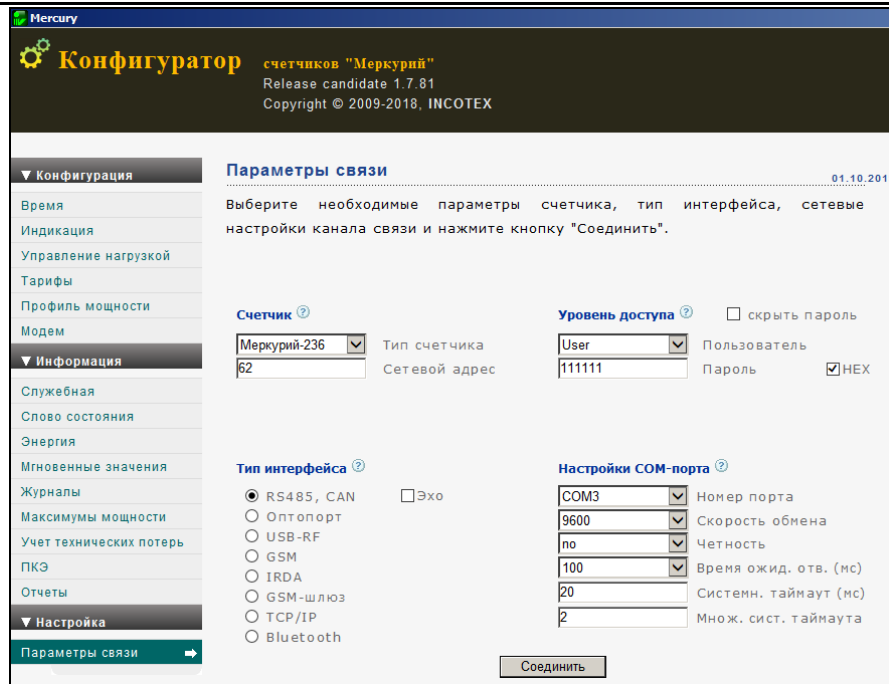 Mercury
Конфигуратор
счетчиков "Меркурий"
Release candidate 1.7.81
Copyright © 2009-2018, INCOTEX
▼ Конфигурация
Время
Индикация
Управление нагрузкой
Тарифы
Профиль мощности
Модем
▼ Информация
Служебная
Слово состояния
Энергия
Мгновенные значения
Журналы
Максимумы мощности
Учет технических потерь
ПКЭ
Отчеты
▼ Настройка
Параметры связи
Параметры связи
01.10.201
Выберите необходимые параметры счетчика, тип интерфейса, сетевые
настройки канала связи и нажмите кнопку "Соединить".
Счетчик ?
Меркурий-236 Тип счетчика
62 Сетевой адрес
Уровень доступа ? скрыть пароль
User Пользователь
111111 Пароль HEX
Тип интерфейса ?
RS485, CAN Эхо
Оптопорт
USB-RF
GSM
IRDA
GSM-шлюз
TCP/IP
Bluetooth
Настройки COM-порта ?
COM3 Номер порта
9600 Скорость обмена
no Четность
100 Время ожид. отв. (мс)
20 Системн. таймаут (мс)
2 Множ. сист. таймаута
Соединить